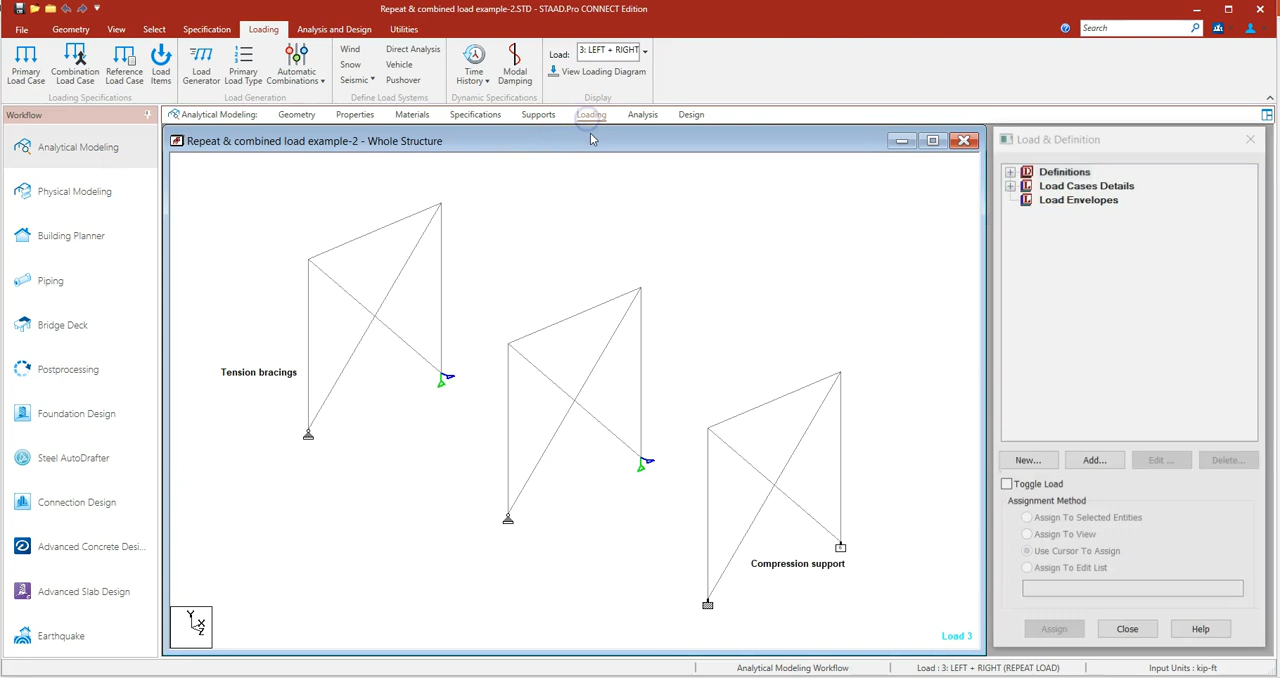 Repeat & combined load example-2.STD - STAAD.Pro CONNECT Edition
File Geometry View Select Specification Loading Analysis and Design Utilities Search
Primary Load Case
Combination Load Case
Reference Load Case
Load Items
Loading Specifications
Load Generator
Primary Load Type
Automatic Combinations
Load Generation
Wind Direct Analysis
Snow Vehicle
Seismic Pushover
Define Load Systems
Time History
Modal Damping
Dynamic Specifications
Load: 3: LEFT + RIGHT
View Loading Diagram
Display
Workflow
Analytical Modeling: Geometry Properties Materials Specifications Supports Loading Analysis Design
Analytical Modeling
Physical Modeling
Building Planner
Piping
Bridge Deck
Postprocessing
Foundation Design
Steel AutoDrafter
Connection Design
Advanced Concrete Desi...
Advanced Slab Design
Earthquake
Repeat & combined load example-2 - Whole Structure
Tension bracings
Compression support
Y
X
Z
Load 3
Load & Definition
Definitions
Load Cases Details
Load Envelopes
New... Add... Edit ... Delete...
Toggle Load
Assignment Method
Assign To Selected Entities
Assign To View
Use Cursor To Assign
Assign To Edit List
Assign Close Help
Analytical Modeling Workflow Load : 3: LEFT + RIGHT (REPEAT LOAD) Input Units : kip-ft